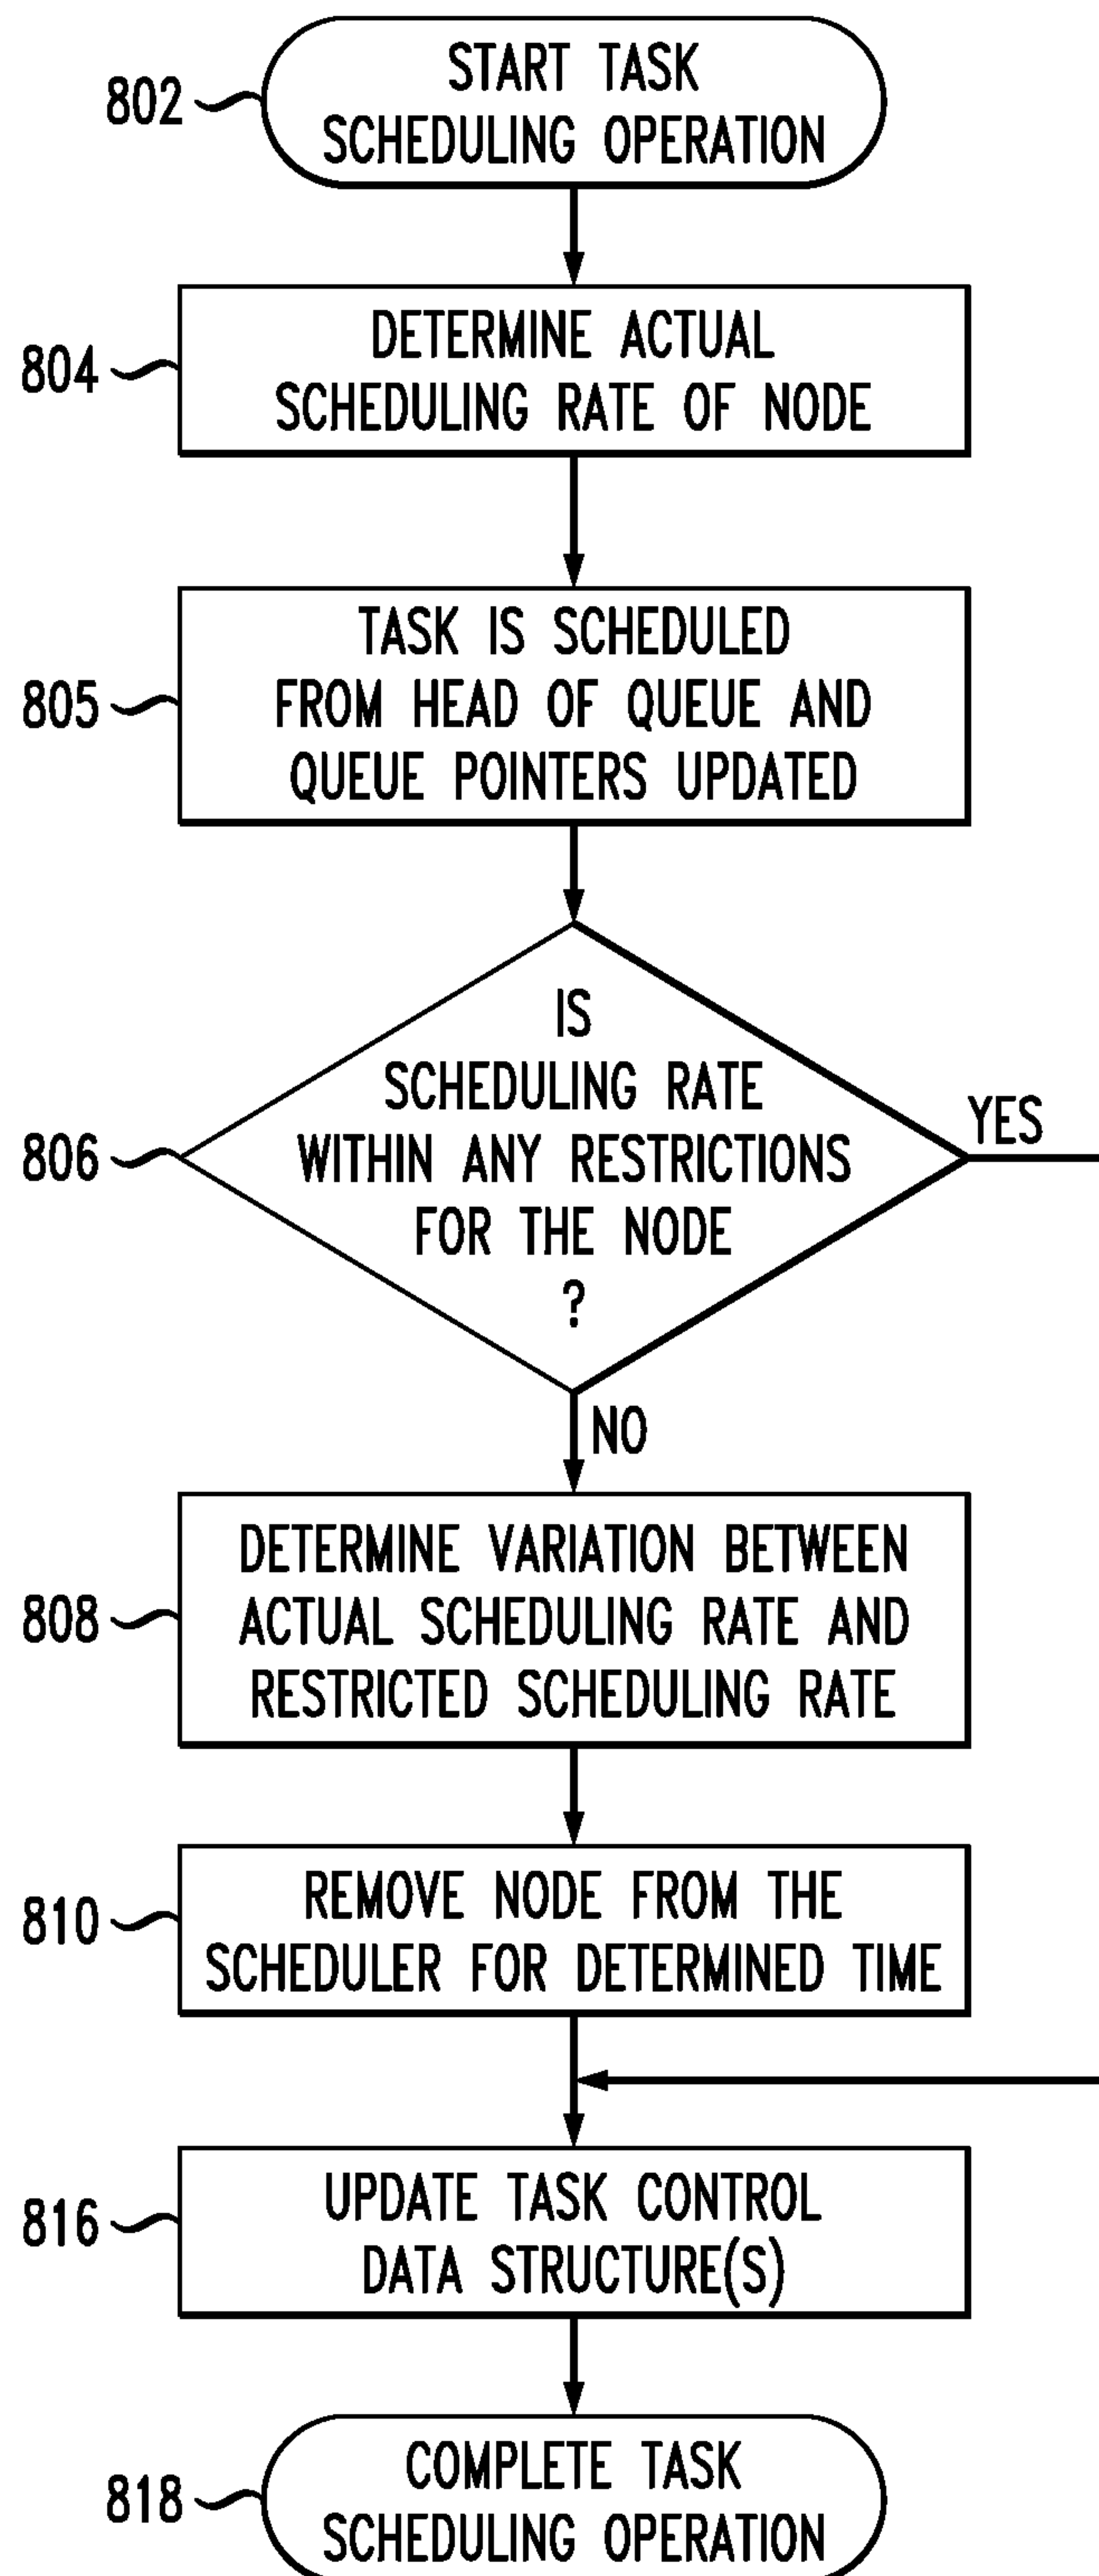 802
START TASK
SCHEDULING OPERATION
804
DETERMINE ACTUAL
SCHEDULING RATE OF NODE
805
TASK IS SCHEDULED
FROM HEAD OF QUEUE AND
QUEUE POINTERS UPDATED
806
IS
SCHEDULING RATE
WITHIN ANY RESTRICTIONS
FOR THE NODE
?
YES
NO
808
DETERMINE VARIATION BETWEEN
ACTUAL SCHEDULING RATE AND
RESTRICTED SCHEDULING RATE
810
REMOVE NODE FROM THE
SCHEDULER FOR DETERMINED TIME
816
UPDATE TASK CONTROL
DATA STRUCTURE(S)
818
COMPLETE TASK
SCHEDULING OPERATION